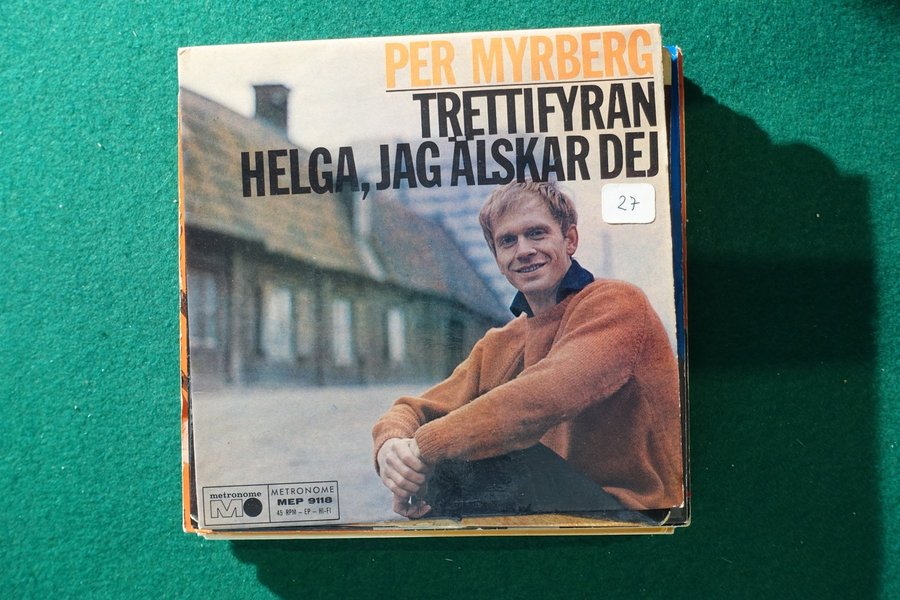 PER MYRBERG
TRETTIFYRAN
HELGA, JAG ÄLSKAR DEJ
27
metronome
METRONOME
MEP 9118
45 RPM – EP – HI-FI